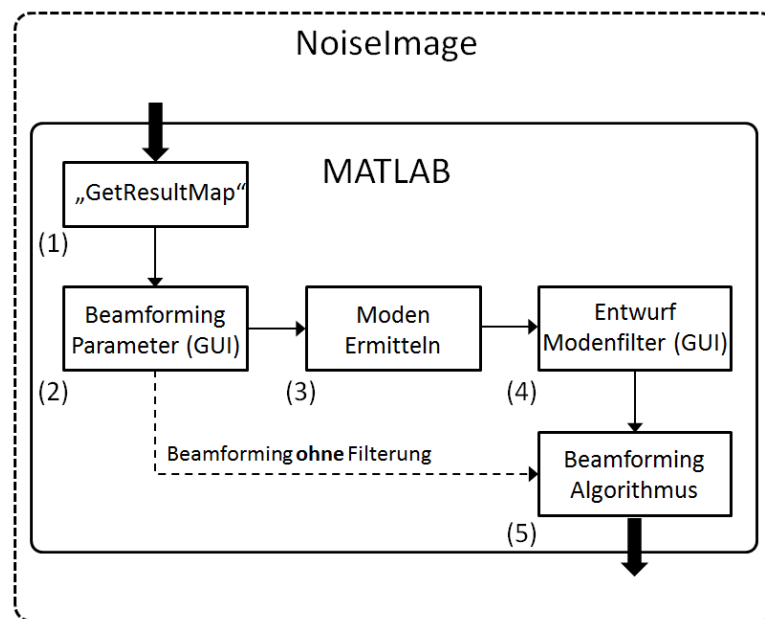 NoiseImage
MATLAB
„GetResultMap“
(1)
Beamforming
Parameter (GUI)
(2)
Moden
Ermitteln
(3)
Entwurf
Modenfilter (GUI)
(4)
Beamforming ohne Filterung
Beamforming
Algorithmus
(5)